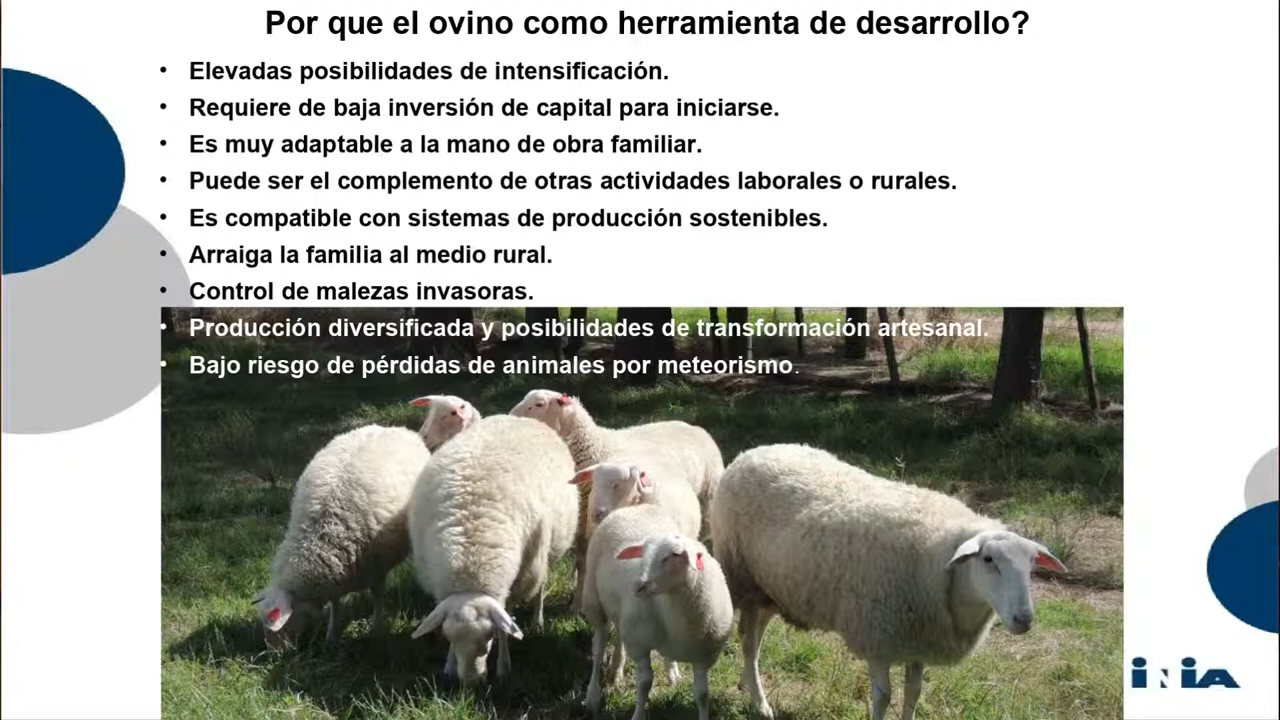 Por que el ovino como herramienta de desarrollo?
• Elevadas posibilidades de intensificación.
• Requiere de baja inversión de capital para iniciarse.
• Es muy adaptable a la mano de obra familiar.
• Puede ser el complemento de otras actividades laborales o rurales.
• Es compatible con sistemas de producción sostenibles.
• Arraiga la familia al medio rural.
• Control de malezas invasoras.
• Producción diversificada y posibilidades de transformación artesanal.
• Bajo riesgo de pérdidas de animales por meteorismo.
iNiA